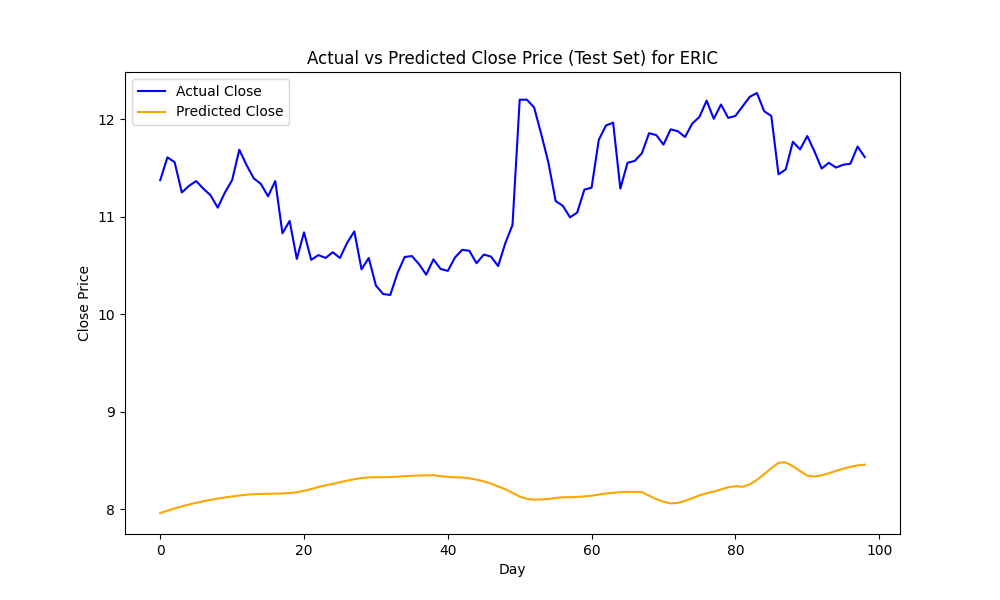 Actual vs Predicted Close Price (Test Set) for ERIC
Actual Close
Predicted Close
Close Price
12
11
10
9
8
0 20 40 60 80 100
Day